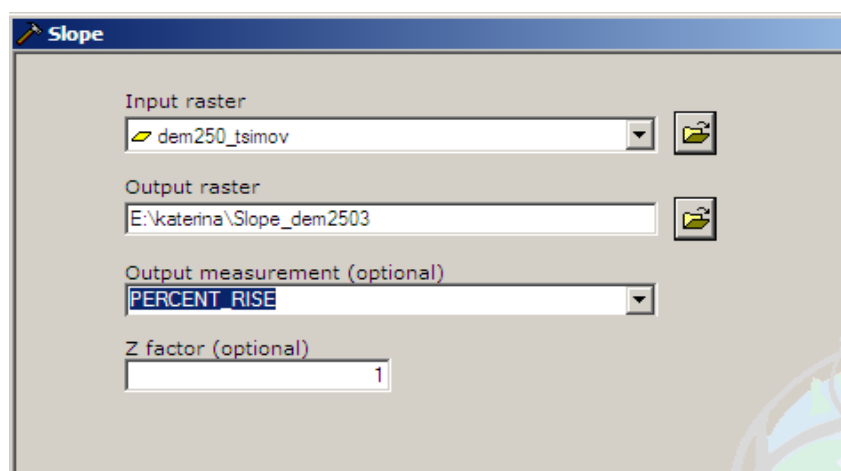 Slope
Input raster
dem250_tsimov
Output raster
E:\katerina\Slope_dem2503
Output measurement (optional)
PERCENT_RISE
Z factor (optional)
1